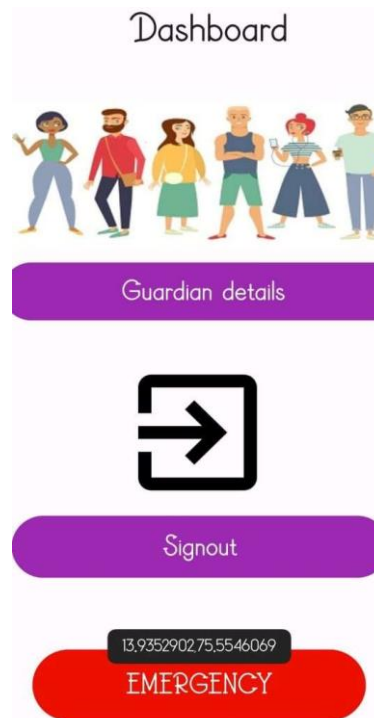 Dashboard
Guardian details
Signout
13.9352902,75.5546069
EMERGENCY